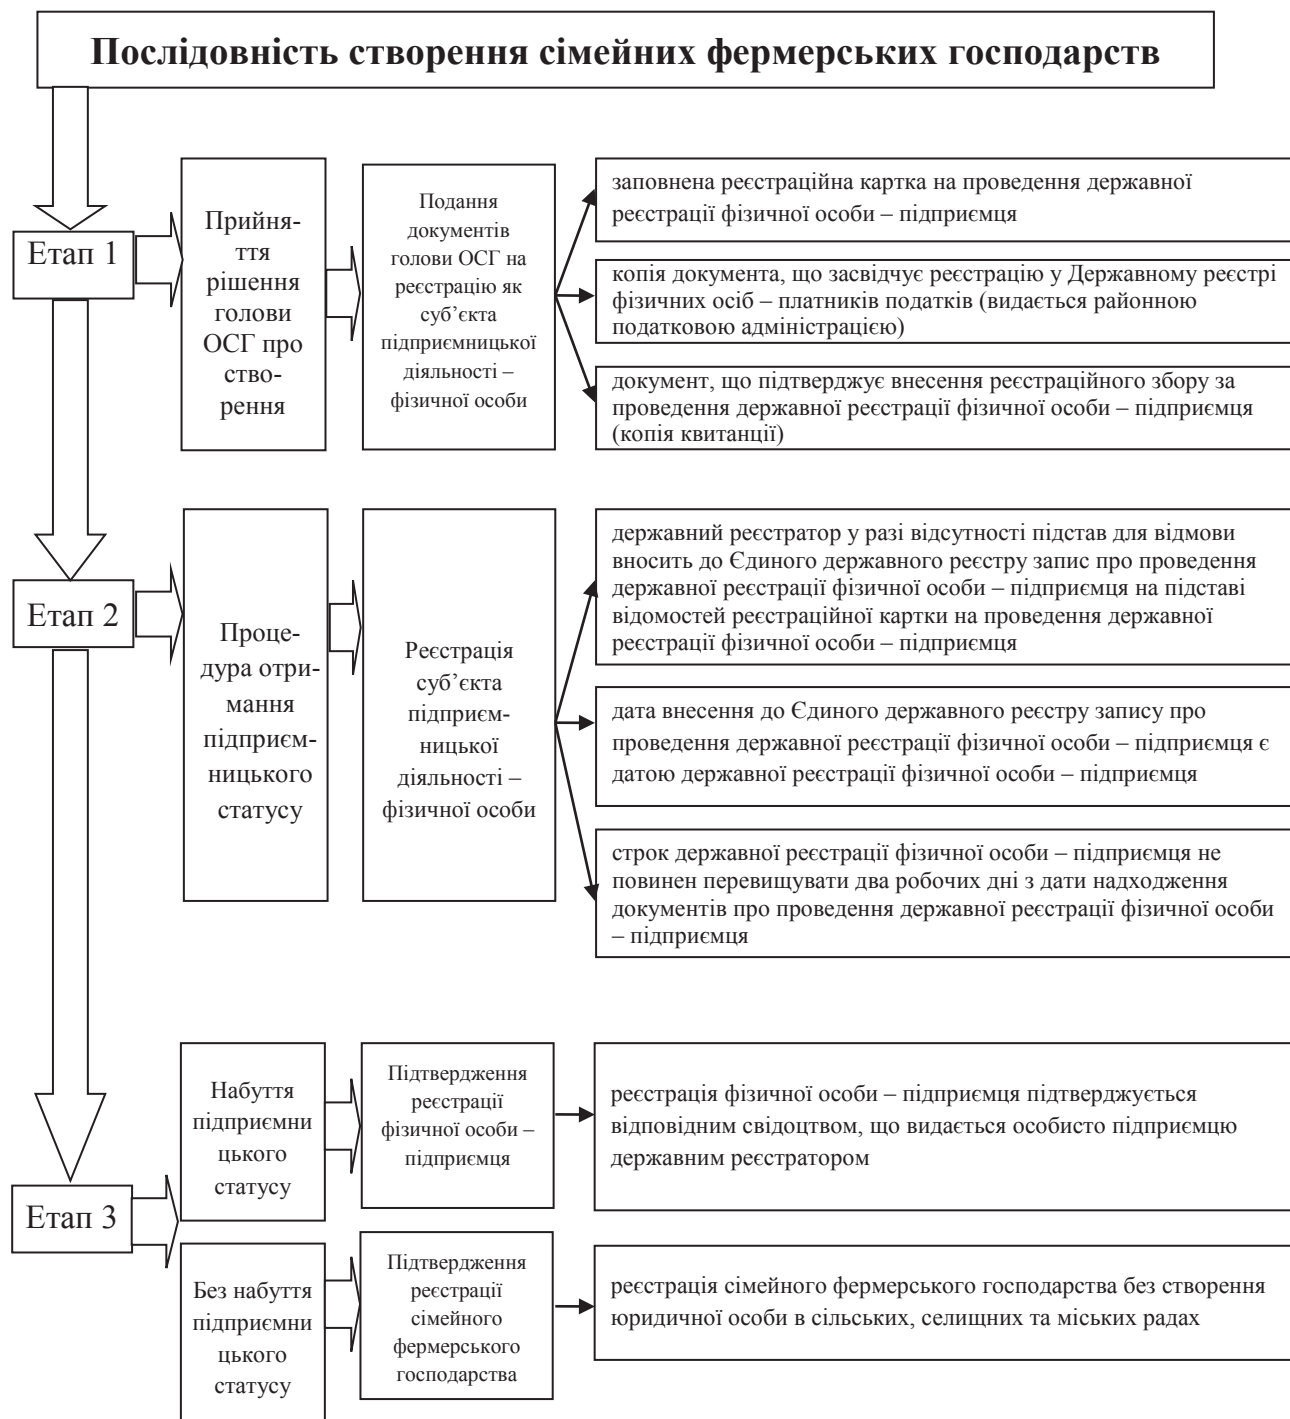 Послідовність створення сімейних фермерських господарств
Етап 1
Прийня-
ття
рішення
голови
ОСГ про
ство-
рення
Подання
документів
голови ОСГ на
реєстрацію як
суб’єкта
підприємницької
діяльності –
фізичної особи
заповнена реєстраційна картка на проведення державної
реєстрації фізичної особи – підприємця
копія документа, що засвідчує реєстрацію у Державному реєстрі
фізичних осіб – платників податків (видається районною
податковою адміністрацією)
документ, що підтверджує внесення реєстраційного збору за
проведення державної реєстрації фізичної особи – підприємця
(копія квитанції)
Етап 2
Проце-
дура отри-
мання
підприєм-
ницького
статусу
Реєстрація
суб’єкта
підприєм-
ницької
діяльності –
фізичної особи
державний реєстратор у разі відсутності підстав для відмови
вносить до Єдиного державного реєстру запис про проведення
державної реєстрації фізичної особи – підприємця на підставі
відомостей реєстраційної картки на проведення державної
реєстрації фізичної особи – підприємця
дата внесення до Єдиного державного реєстру запису про
проведення державної реєстрації фізичної особи – підприємця є
датою державної реєстрації фізичної особи – підприємця
строк державної реєстрації фізичної особи – підприємця не
повинен перевищувати два робочих дні з дати надходження
документів про проведення державної реєстрації фізичної особи
– підприємця
Етап 3
Набуття
підприємни
цького
статусу
Підтвердження
реєстрації
фізичної особи –
підприємця
реєстрація фізичної особи – підприємця підтверджується
відповідним свідоцтвом, що видається особисто підприємцю
державним реєстратором
Без набуття
підприємни
цького
статусу
Підтвердження
реєстрації
сімейного
фермерського
господарства
реєстрація сімейного фермерського господарства без створення
юридичної особи в сільських, селищних та міських радах